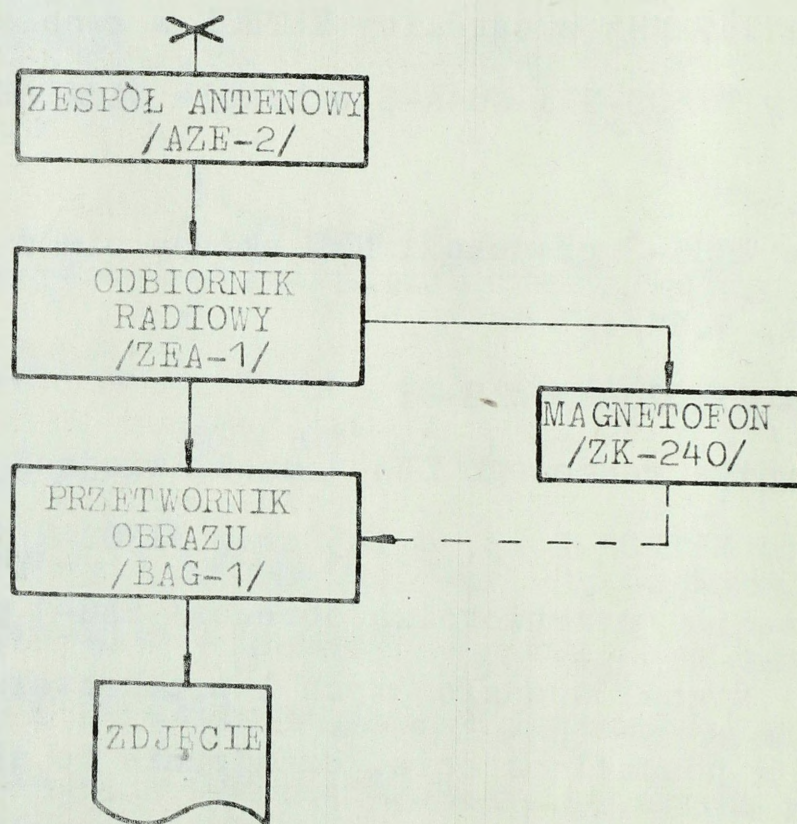 ZESPÓŁ ANTENOWY
/AZE-2/
ODBIORNIK
RADIOWY
/ZEA-1/
MAGNETOFON
/ZK-240/
PRZETWORNIK
OBRAZU
/BAG-1/
ZDJĘCIE